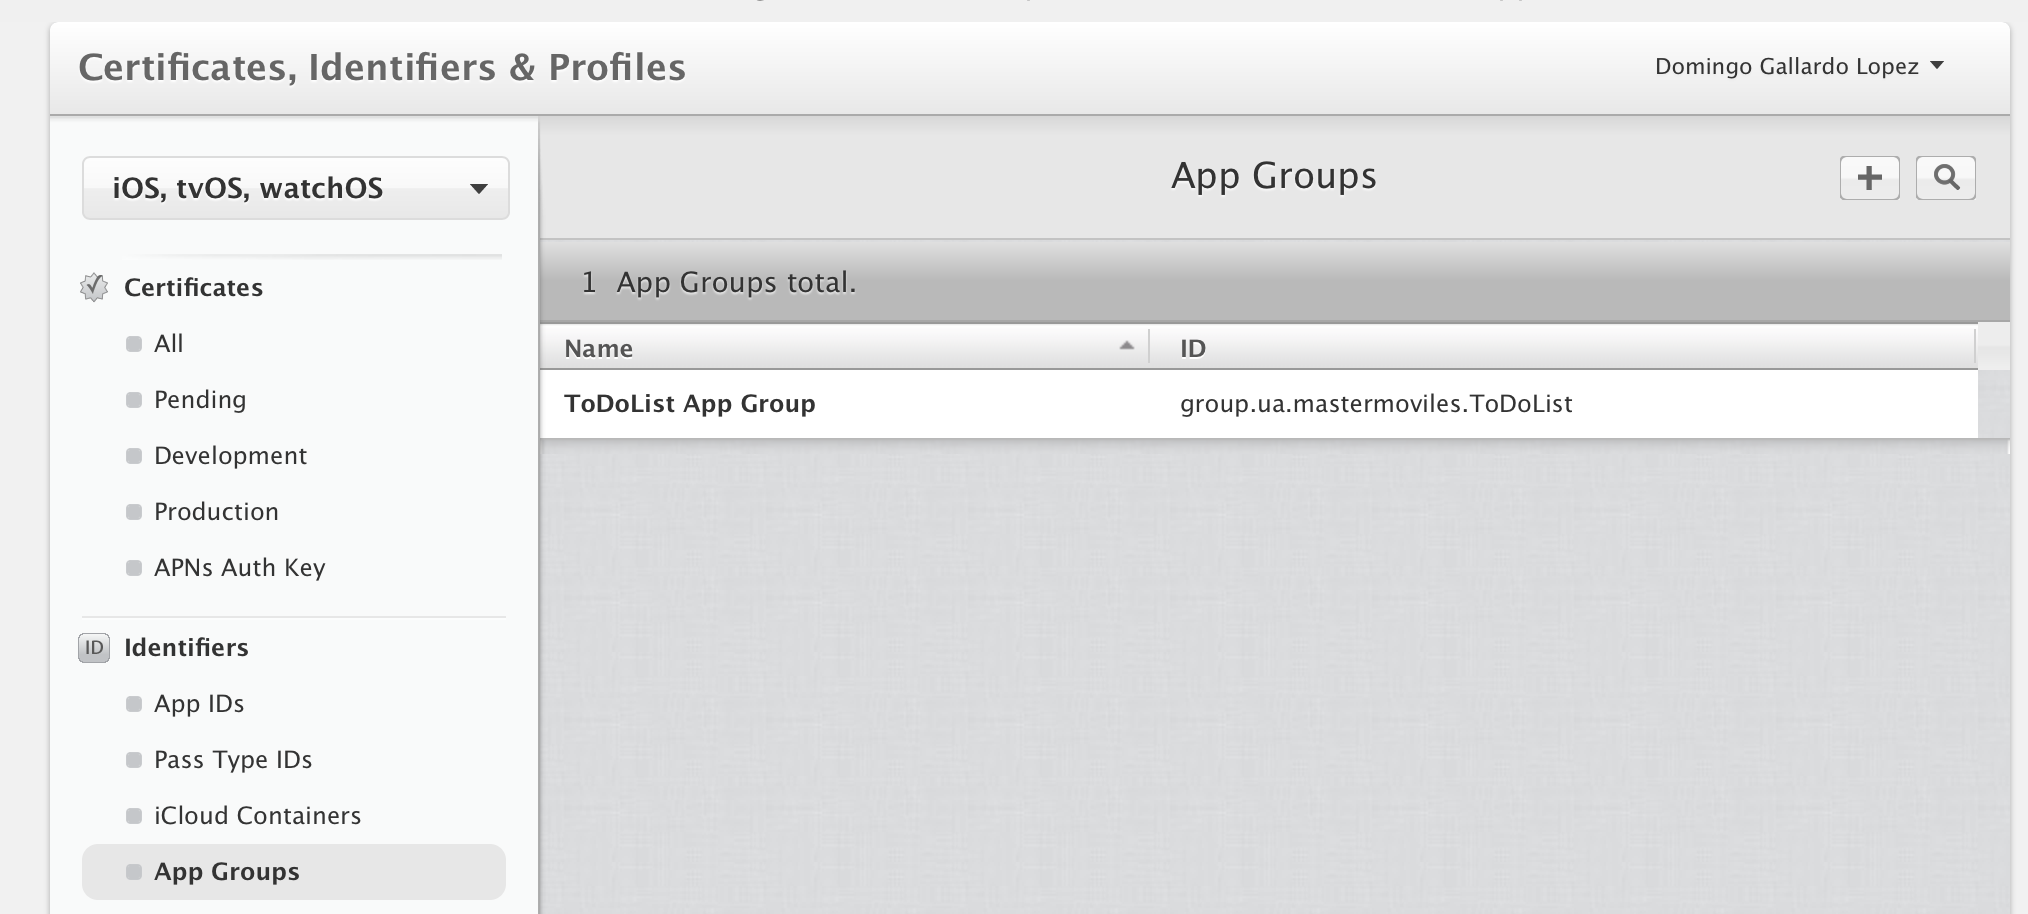 Certificates, Identifiers & Profiles
Domingo Gallardo Lopez
iOS, tvOS, watchOS
Certificates
All
Pending
Development
Production
APNs Auth Key
ID Identifiers
App IDs
Pass Type IDs
iCloud Containers
App Groups
App Groups
1 App Groups total.
Name ID
ToDoList App Group group.ua.mastermoviles.ToDoList